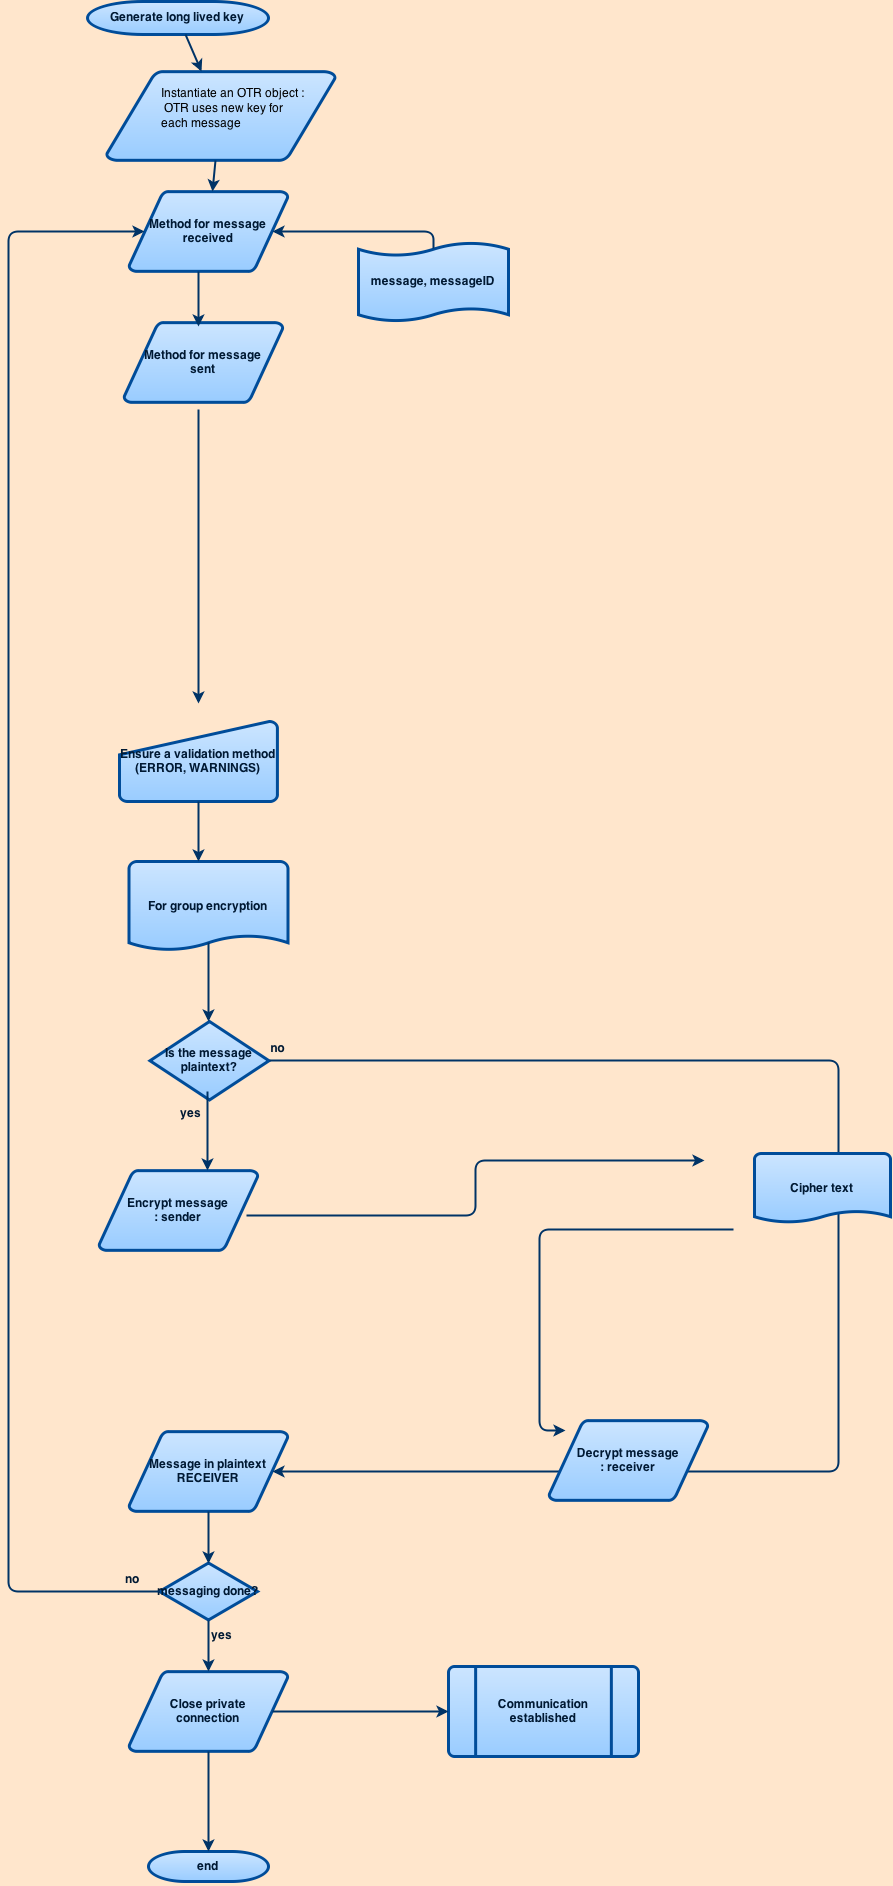 Generate long lived key
Instantiate an OTR object :
OTR uses new key for
each message
Method for message
received
message, messageID
Method for message
sent
Ensure a validation method
(ERROR, WARNINGS)
For group encryption
Is the message
plaintext?
no
yes
Cipher text
Encrypt message
: sender
Decrypt message
: receiver
Message in plaintext
RECEIVER
no
messaging done?
yes
Close private
connection
Communication
established
end